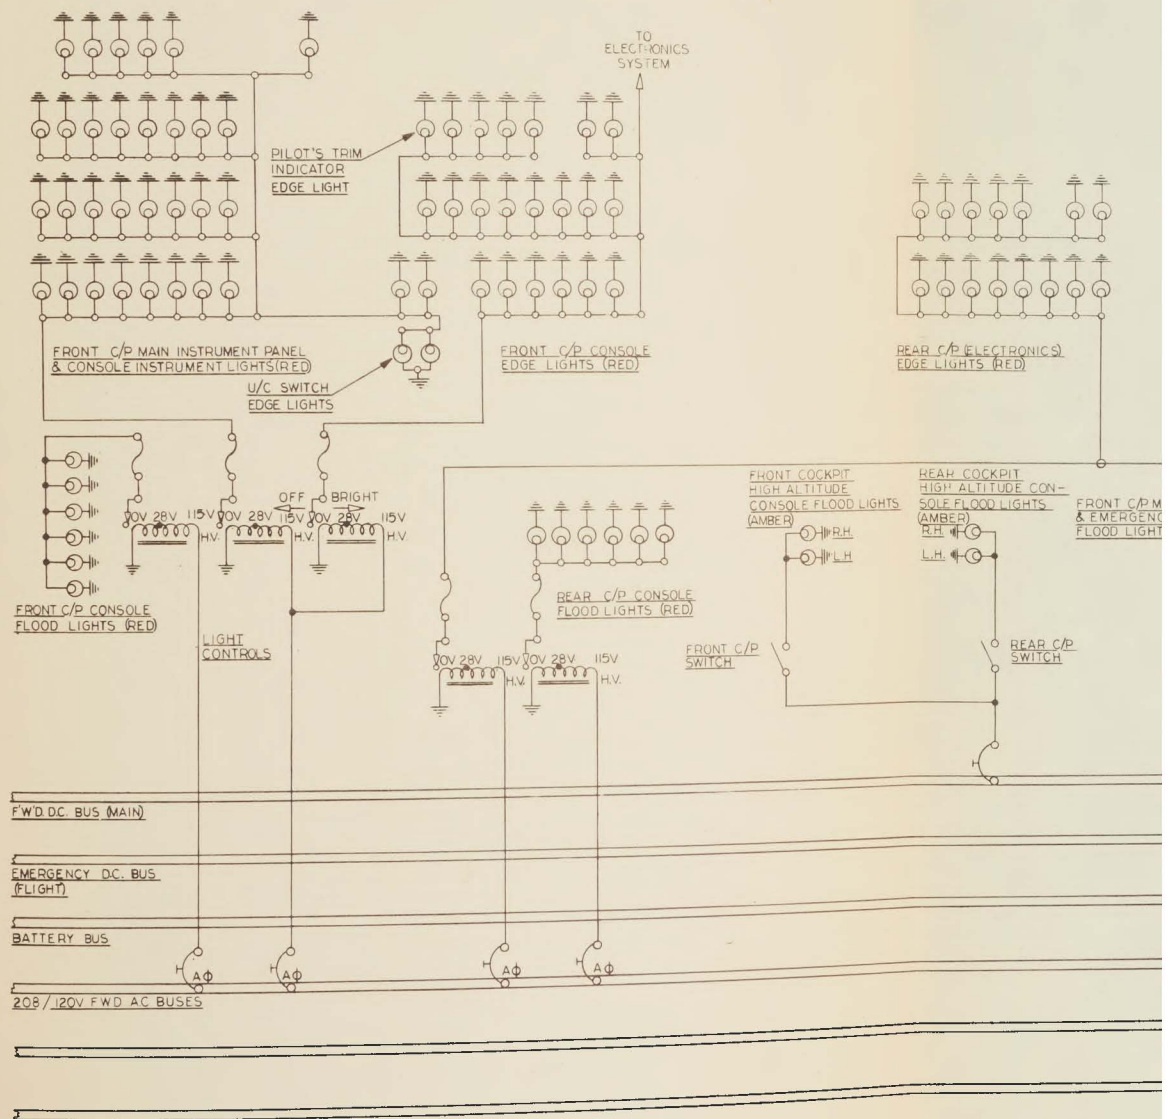 TO
ELECTRONICS
SYSTEM
PILOT'S TRIM
INDICATOR
EDGE LIGHT
FRONT C/P MAIN INSTRUMENT PANEL
& CONSOLE INSTRUMENT LIGHTS (RED)
U/C SWITCH
EDGE LIGHTS
FRONT C/P CONSOLE
EDGE LIGHTS (RED)
REAR C/P (ELECTRONICS)
EDGE LIGHTS (RED)
OFF BRIGHT
0V 28V 115V
H.V.
0V 28V 115V
H.V.
0V 28V 115V
H.V.
FRONT C/P CONSOLE
FLOOD LIGHTS (RED)
LIGHT
CONTROLS
REAR C/P CONSOLE
FLOOD LIGHTS (RED)
0V 28V 115V
H.V.
0V 28V 115V
H.V.
FRONT COCKPIT
HIGH ALTITUDE
CONSOLE FLOOD LIGHTS
(AMBER)
R.H.
L.H
REAR COCKPIT
HIGH ALTITUDE CON-
SOLE FLOOD LIGHTS
(AMBER)
R.H.
L.H.
FRONT C/P M
& EMERGENC
FLOOD LIGHT
FRONT C/P
SWITCH
REAR C/P
SWITCH
F'W'D. D.C. BUS (MAIN)
EMERGENCY D.C. BUS
(FLIGHT)
BATTERY BUS
AΦ
AΦ
AΦ
AΦ
208/120V FWD AC BUSES